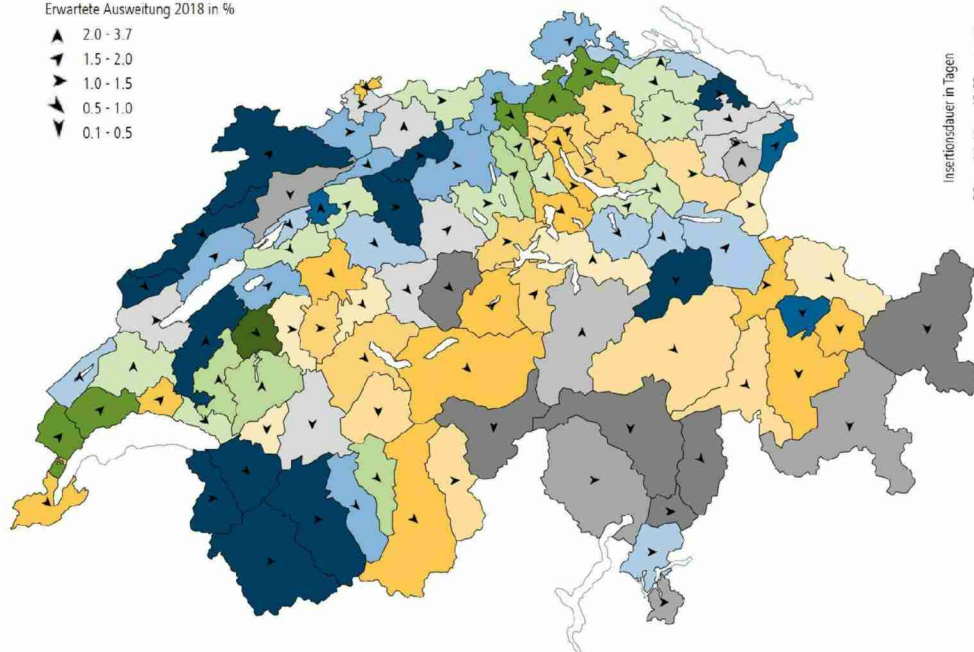 Erwartete Ausweitung 2018 in %
2.0 - 3.7
1.5 - 2.0
1.0 - 1.5
0.5 - 1.0
0.1 - 0.5
Insertionsdauer in Tagen